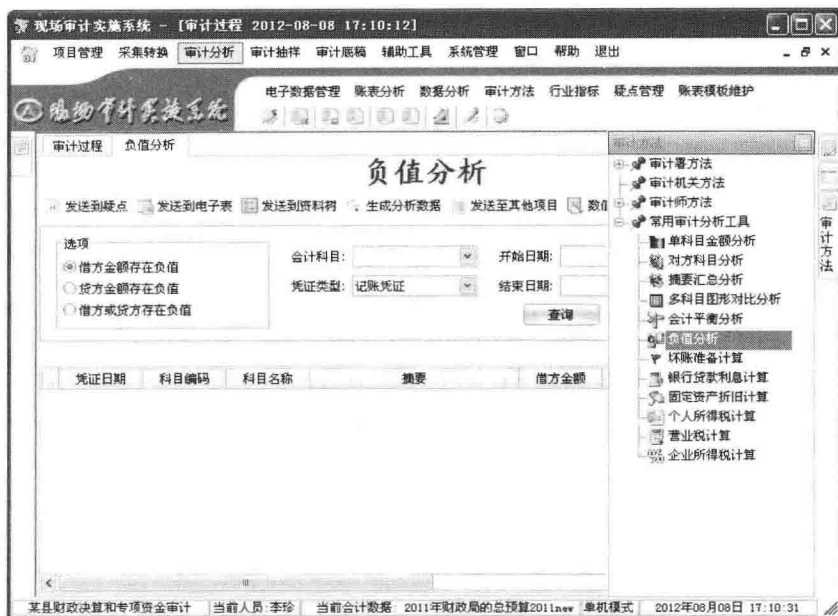 现场审计实施系统 - [审计过程 2012-08-08 17:10:12]
项目管理 采集转换 审计分析 审计抽样 审计底稿 辅助工具 系统管理 窗口 帮助 退出
电子数据管理 账表分析 数据分析 审计方法 行业指标 疑点管理 账表模板维护
现场审计实施系统
审计过程 负值分析
负值分析
发送到疑点 发送到电子表 发送到资料树 生成分析数据 发送至其他项目 数值
选项
借方金额存在负值
贷方金额存在负值
借方或贷方存在负值
会计科目: 开始日期:
凭证类型: 记账凭证 结束日期:
查询
凭证日期 科目编码 科目名称 摘要 借方金额
审计方法
审计署方法
审计机关方法
审计师方法
常用审计分析工具
单科目金额分析
对方科目分析
摘要汇总分析
多科目图形对比分析
会计平衡分析
负值分析
坏账准备计算
银行贷款利息计算
固定资产折旧计算
个人所得税计算
营业税计算
企业所得税计算
审计方法
某县财政决算和专项资金审计 当前人员:李珍 当前会计数据: 2011年财政局的总预算2011new 单机模式 2012年08月08日 17:10:31